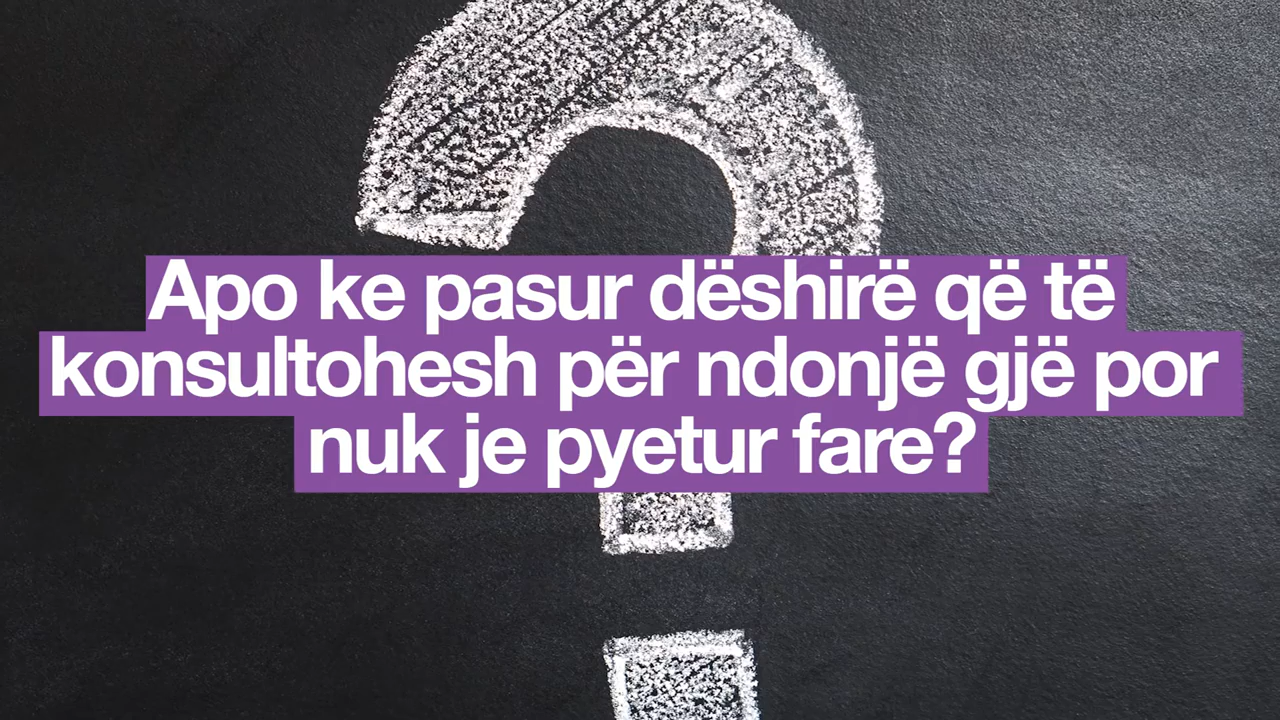 Apo ke pasur dëshirë që të
konsultohesh për ndonjë gjë por
nuk je pyetur fare?